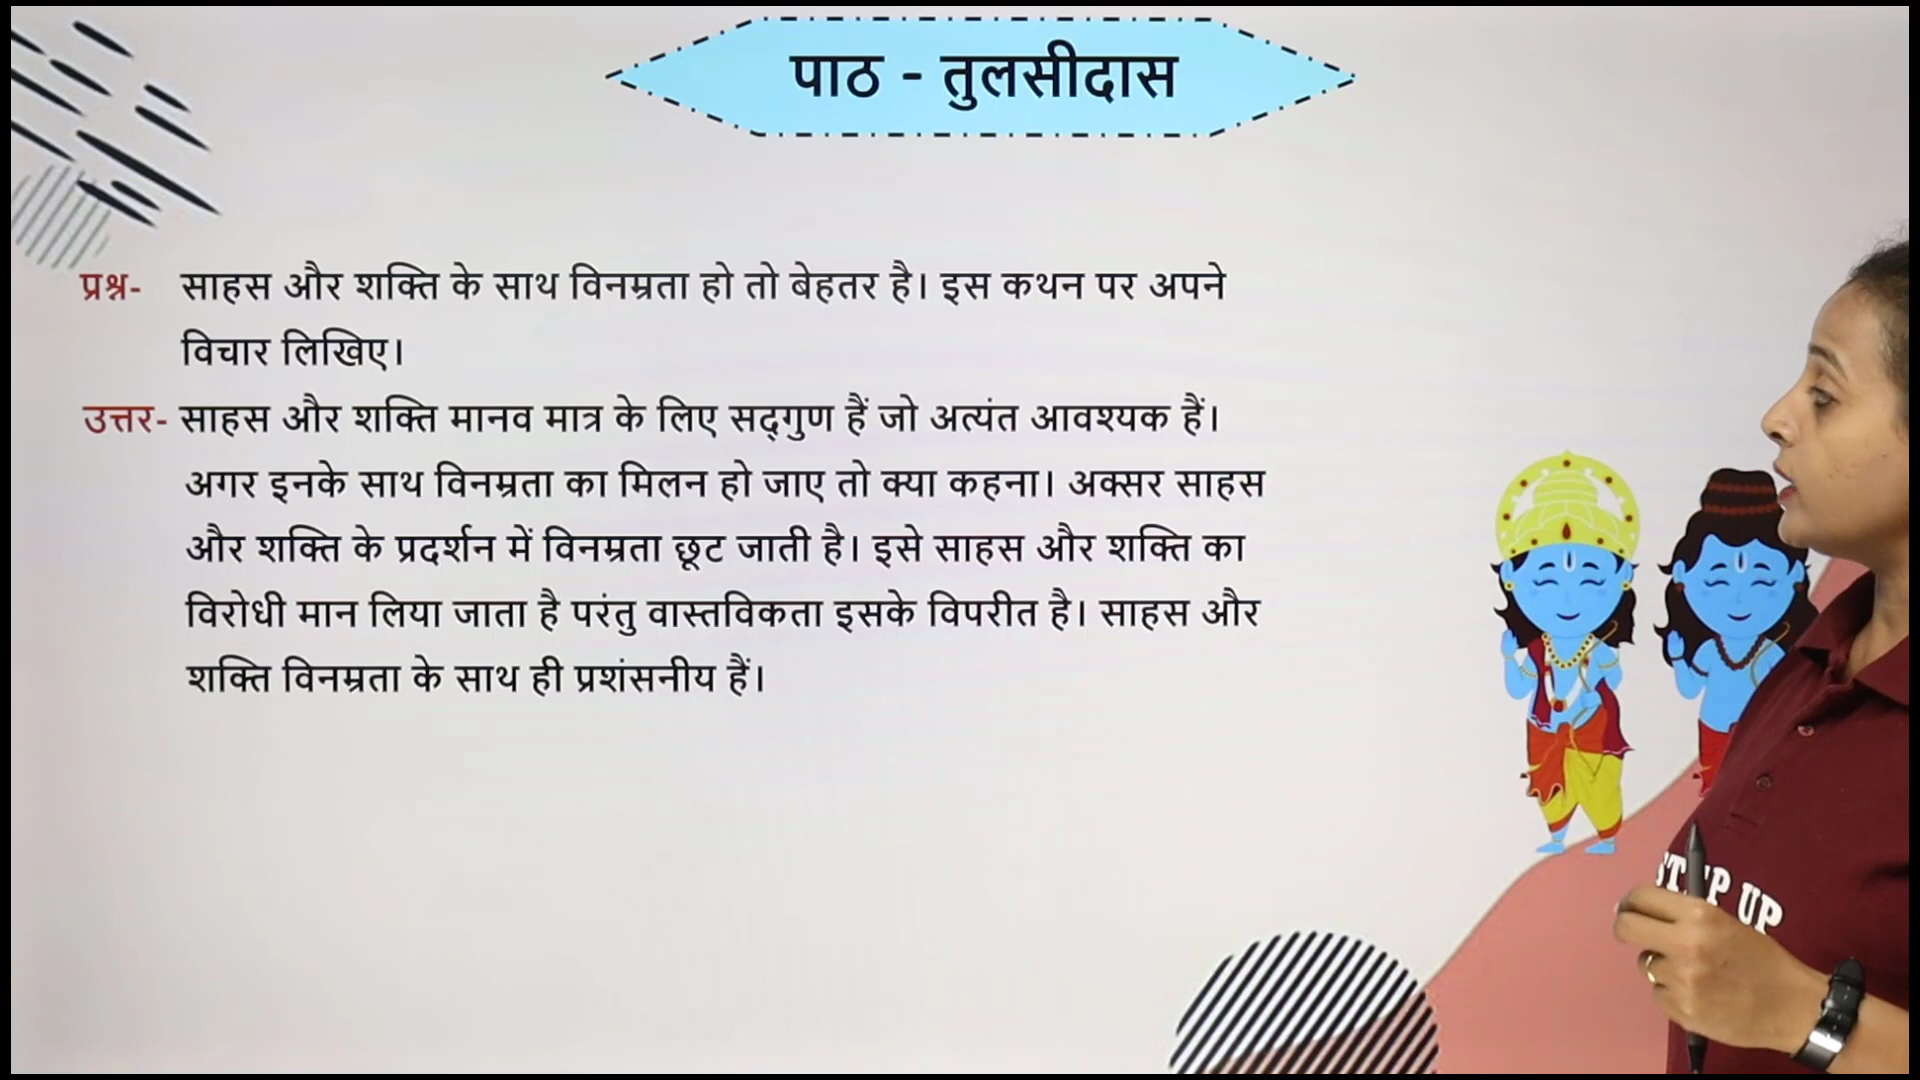 पाठ - तुलसीदास
प्रश्न- साहस और शक्ति के साथ विनम्रता हो तो बेहतर है। इस कथन पर अपने
विचार लिखिए।
उत्तर- साहस और शक्ति मानव मात्र के लिए सद्‌गुण हैं जो अत्यंत आवश्यक हैं।
अगर इनके साथ विनम्रता का मिलन हो जाए तो क्या कहना। अक्सर साहस
और शक्ति के प्रदर्शन में विनम्रता छूट जाती है। इसे साहस और शक्ति का
विरोधी मान लिया जाता है परंतु वास्तविकता इसके विपरीत है। साहस और
शक्ति विनम्रता के साथ ही प्रशंसनीय हैं।
UP